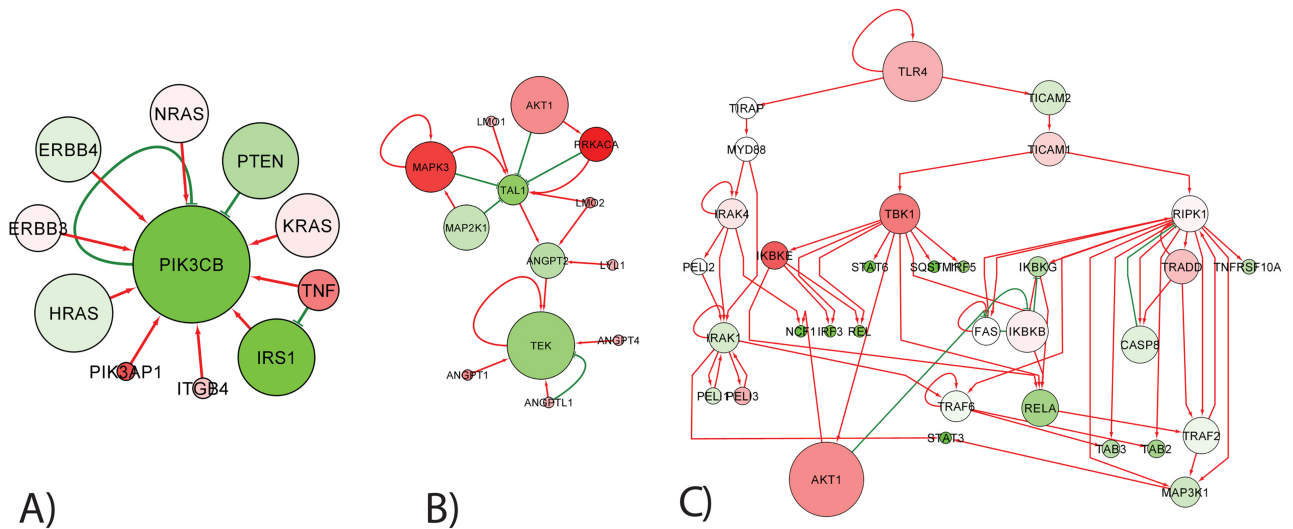 NRAS
ERBB4
PTEN
ERBB3
KRAS
PIK3CB
TNF
HRAS
IRS1
PIK3AP1
ITGB4
A)
AKT1
LMO1
PRKACA
MAPK3
TAL1
LMO2
MAP2K1
ANGPT2
LYL1
TEK
ANGPT4
ANGPT1
ANGPTL1
B)
TLR4
TIRAP
TICAM2
MYD88
TICAM1
IRAK4
TBK1
RIPK1
IKBKE
PELI2
STAT6
SQSTM1
IRF5
IKBKG
TRADD
TNFRSF10A
NCF1
IRF3
REL
FAS
IKBKB
IRAK1
CASP8
PELI1
PELI3
TRAF6
RELA
STAT3
TRAF2
TAB3
TAB2
AKT1
MAP3K1
C)